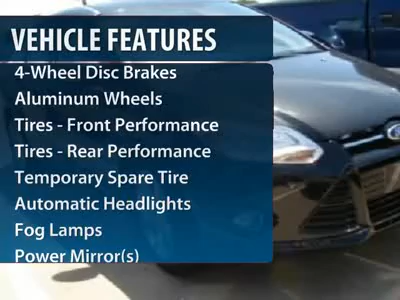 VEHICLE FEATURES
4-Wheel Disc Brakes
Aluminum Wheels
Tires - Front Performance
Tires - Rear Performance
Temporary Spare Tire
Automatic Headlights
Fog Lamps
Power Mirror(s)